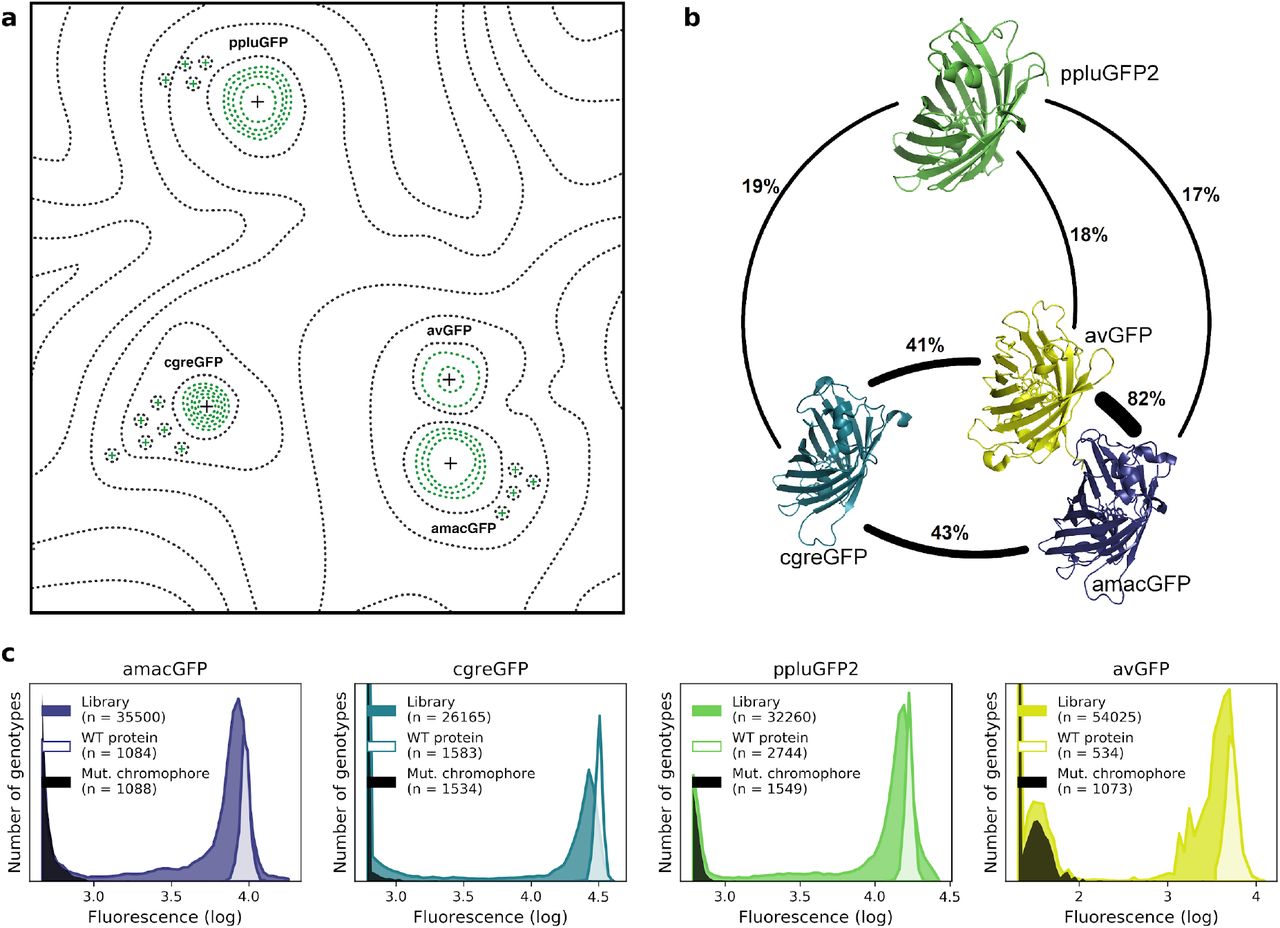 a
ppluGFP
cgreGFP
avGFP
amacGFP
b
ppluGFP2
19%
17%
18%
avGFP
41%
82%
cgreGFP
43%
amacGFP
c
amacGFP
Number of genotypes
Library
(n = 35500)
WT protein
(n = 1084)
Mut. chromophore
(n = 1088)
3.0 3.5 4.0
Fluorescence (log)
cgreGFP
Number of genotypes
Library
(n = 26165)
WT protein
(n = 1583)
Mut. chromophore
(n = 1534)
3.0 3.5 4.0 4.5
Fluorescence (log)
ppluGFP2
Number of genotypes
Library
(n = 32260)
WT protein
(n = 2744)
Mut. chromophore
(n = 1549)
3.0 3.5 4.0 4.5
Fluorescence (log)
avGFP
Number of genotypes
Library
(n = 54025)
WT protein
(n = 534)
Mut. chromophore
(n = 1073)
2 3 4
Fluorescence (log)